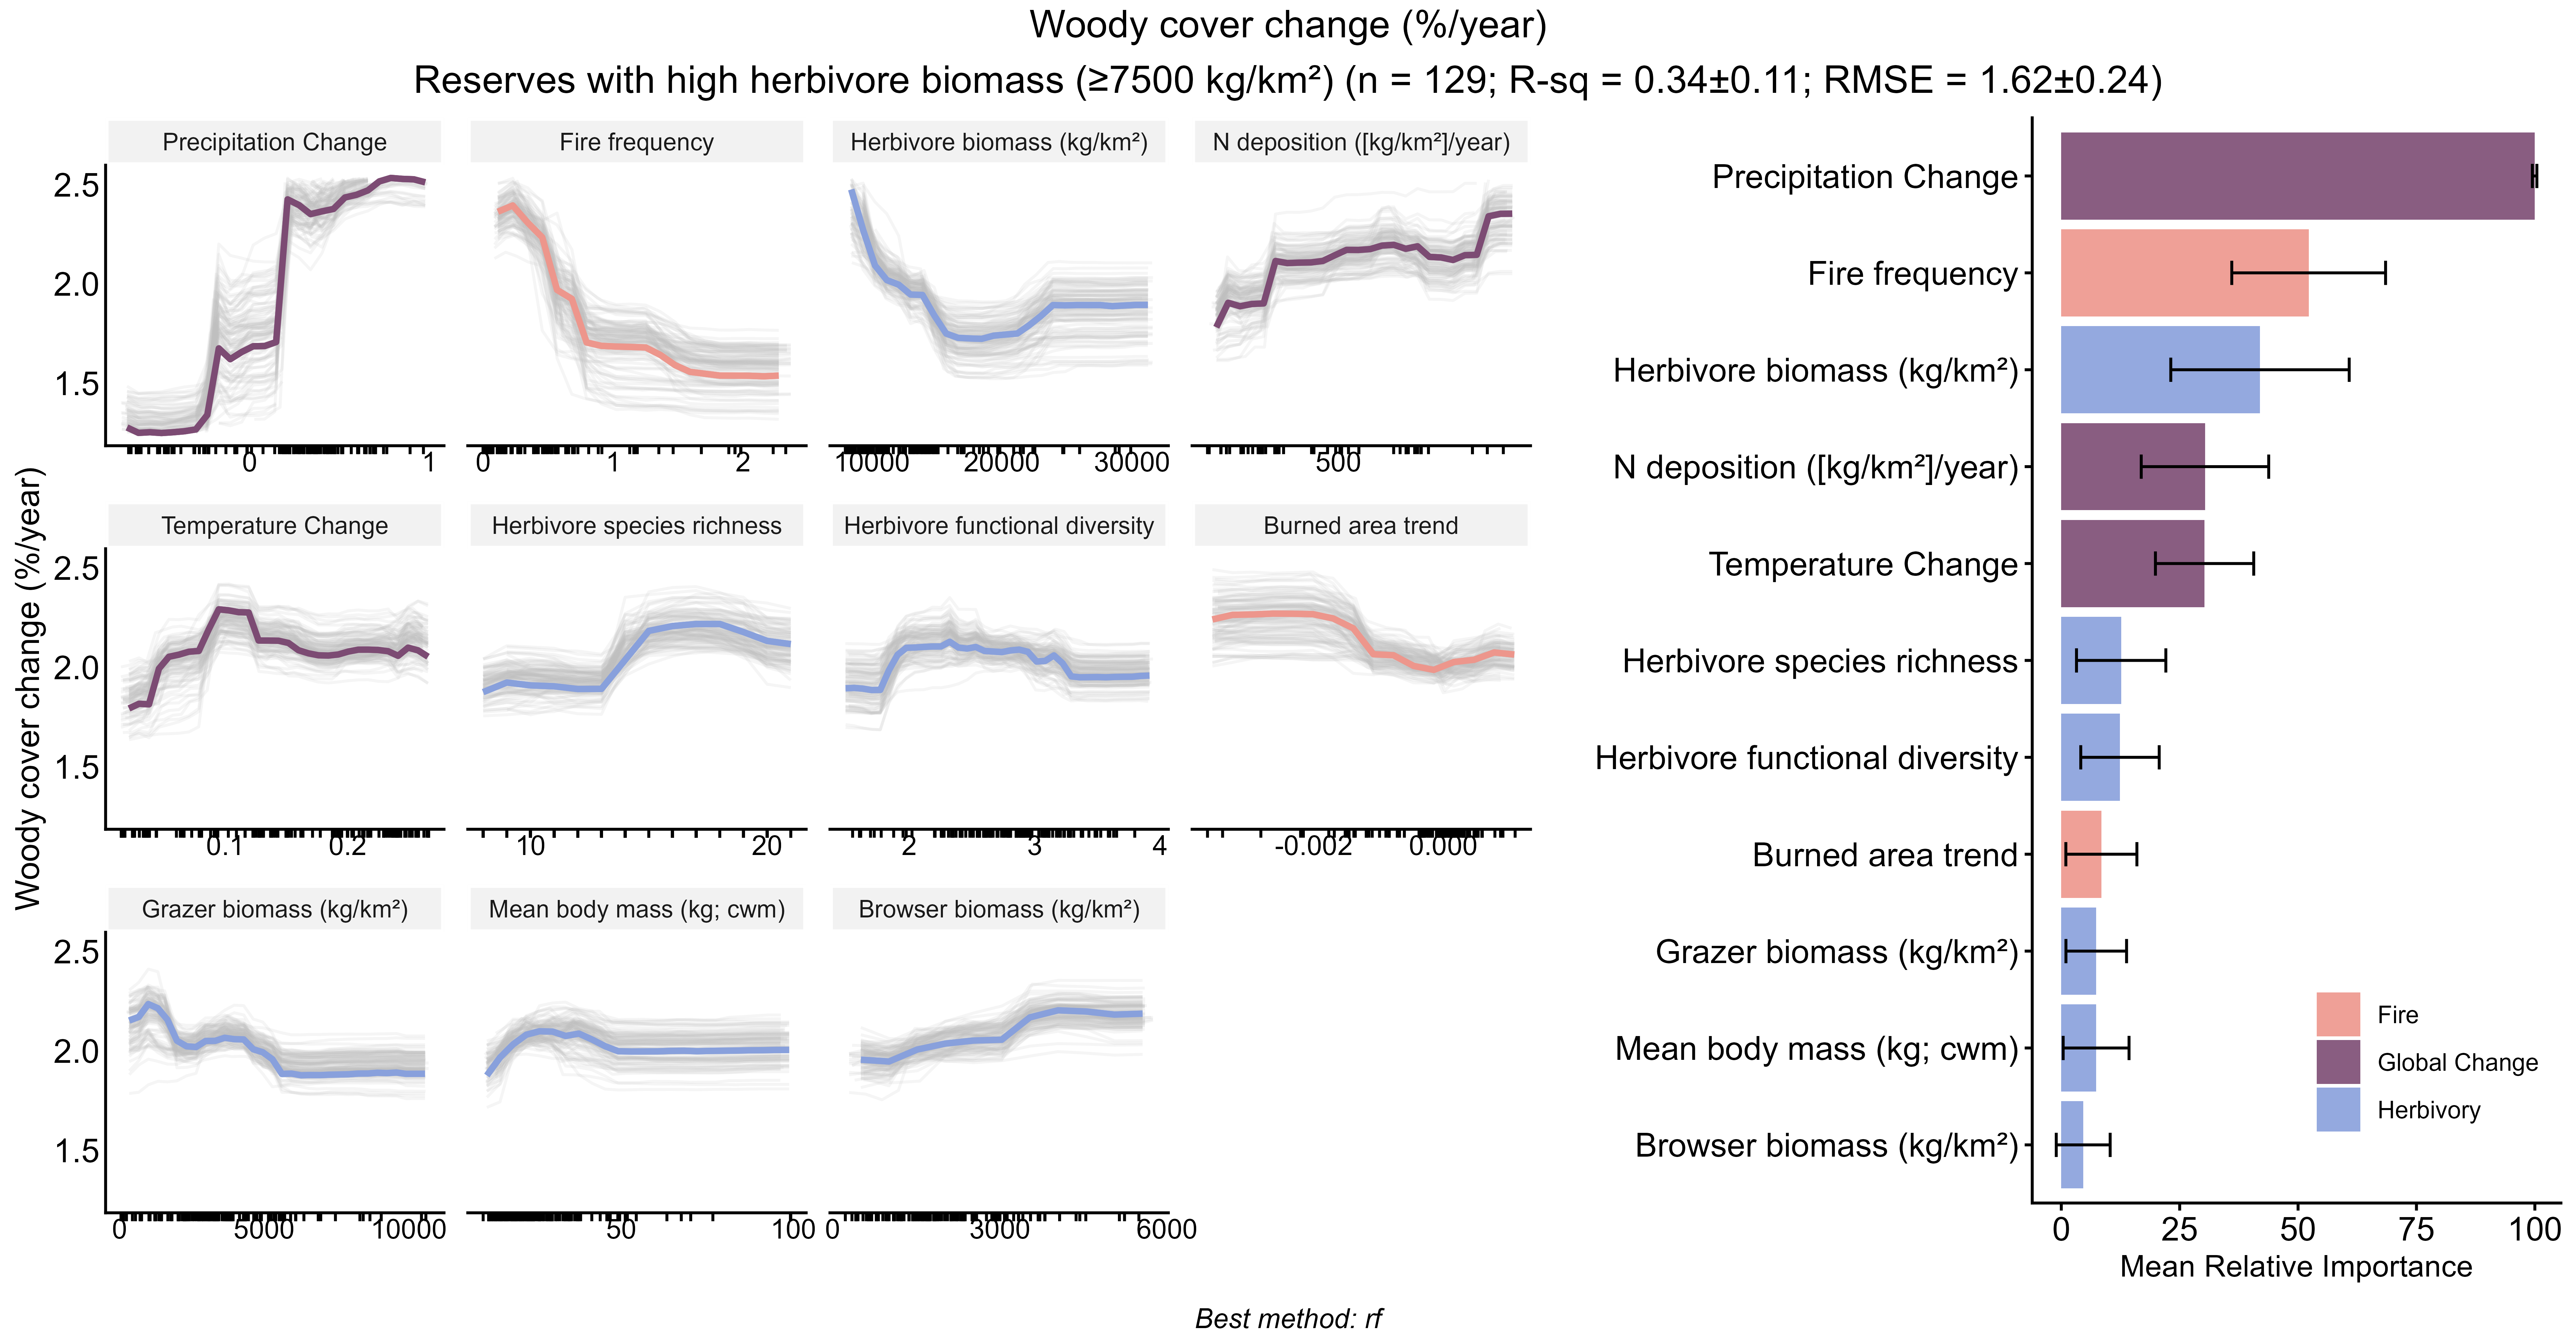 Woody cover change (%/year)
Reserves with high herbivore biomass (≥7500 kg/km²) (n = 129; R-sq = 0.34±0.11; RMSE = 1.62±0.24)
Woody cover change (%/year)
Precipitation Change
Fire frequency
Herbivore biomass (kg/km²)
N deposition ([kg/km²]/year)
2.5
2.0
1.5
0 1
0 1 2
10000 20000 30000
500
Temperature Change
Herbivore species richness
Herbivore functional diversity
Burned area trend
2.5
2.0
1.5
0.1 0.2
10 20
2 3 4
-0.002 0.000
Grazer biomass (kg/km²)
Mean body mass (kg; cwm)
Browser biomass (kg/km²)
2.5
2.0
1.5
0 5000 10000
50 100
0 3000 6000
Precipitation Change
Fire frequency
Herbivore biomass (kg/km²)
N deposition ([kg/km²]/year)
Temperature Change
Herbivore species richness
Herbivore functional diversity
Burned area trend
Grazer biomass (kg/km²)
Mean body mass (kg; cwm)
Browser biomass (kg/km²)
Fire
Global Change
Herbivory
0 25 50 75 100
Mean Relative Importance
Best method: rf